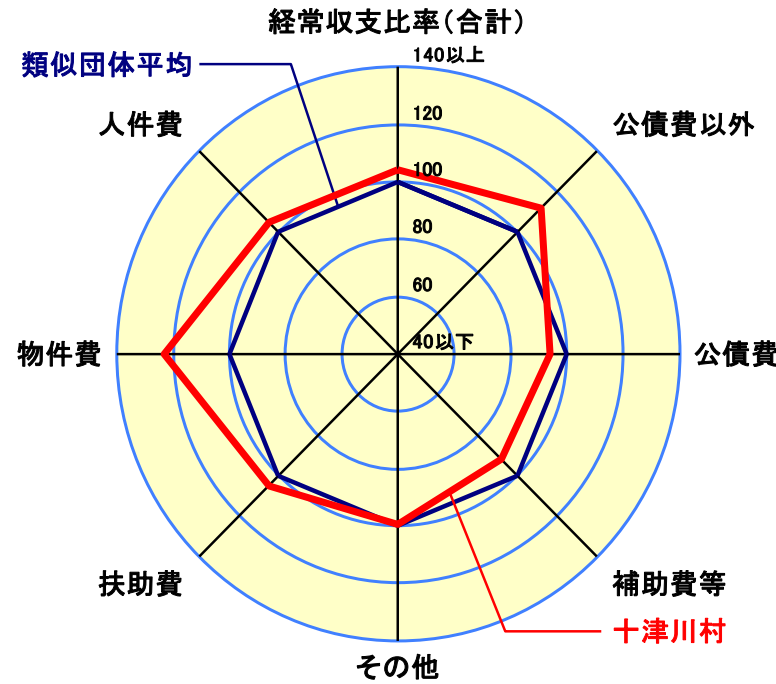 経常収支比率（合計）
140以上
類似団体平均
人件費
120
公債費以外
100
80
60
40以下
物件費
公債費
扶助費
補助費等
十津川村
その他